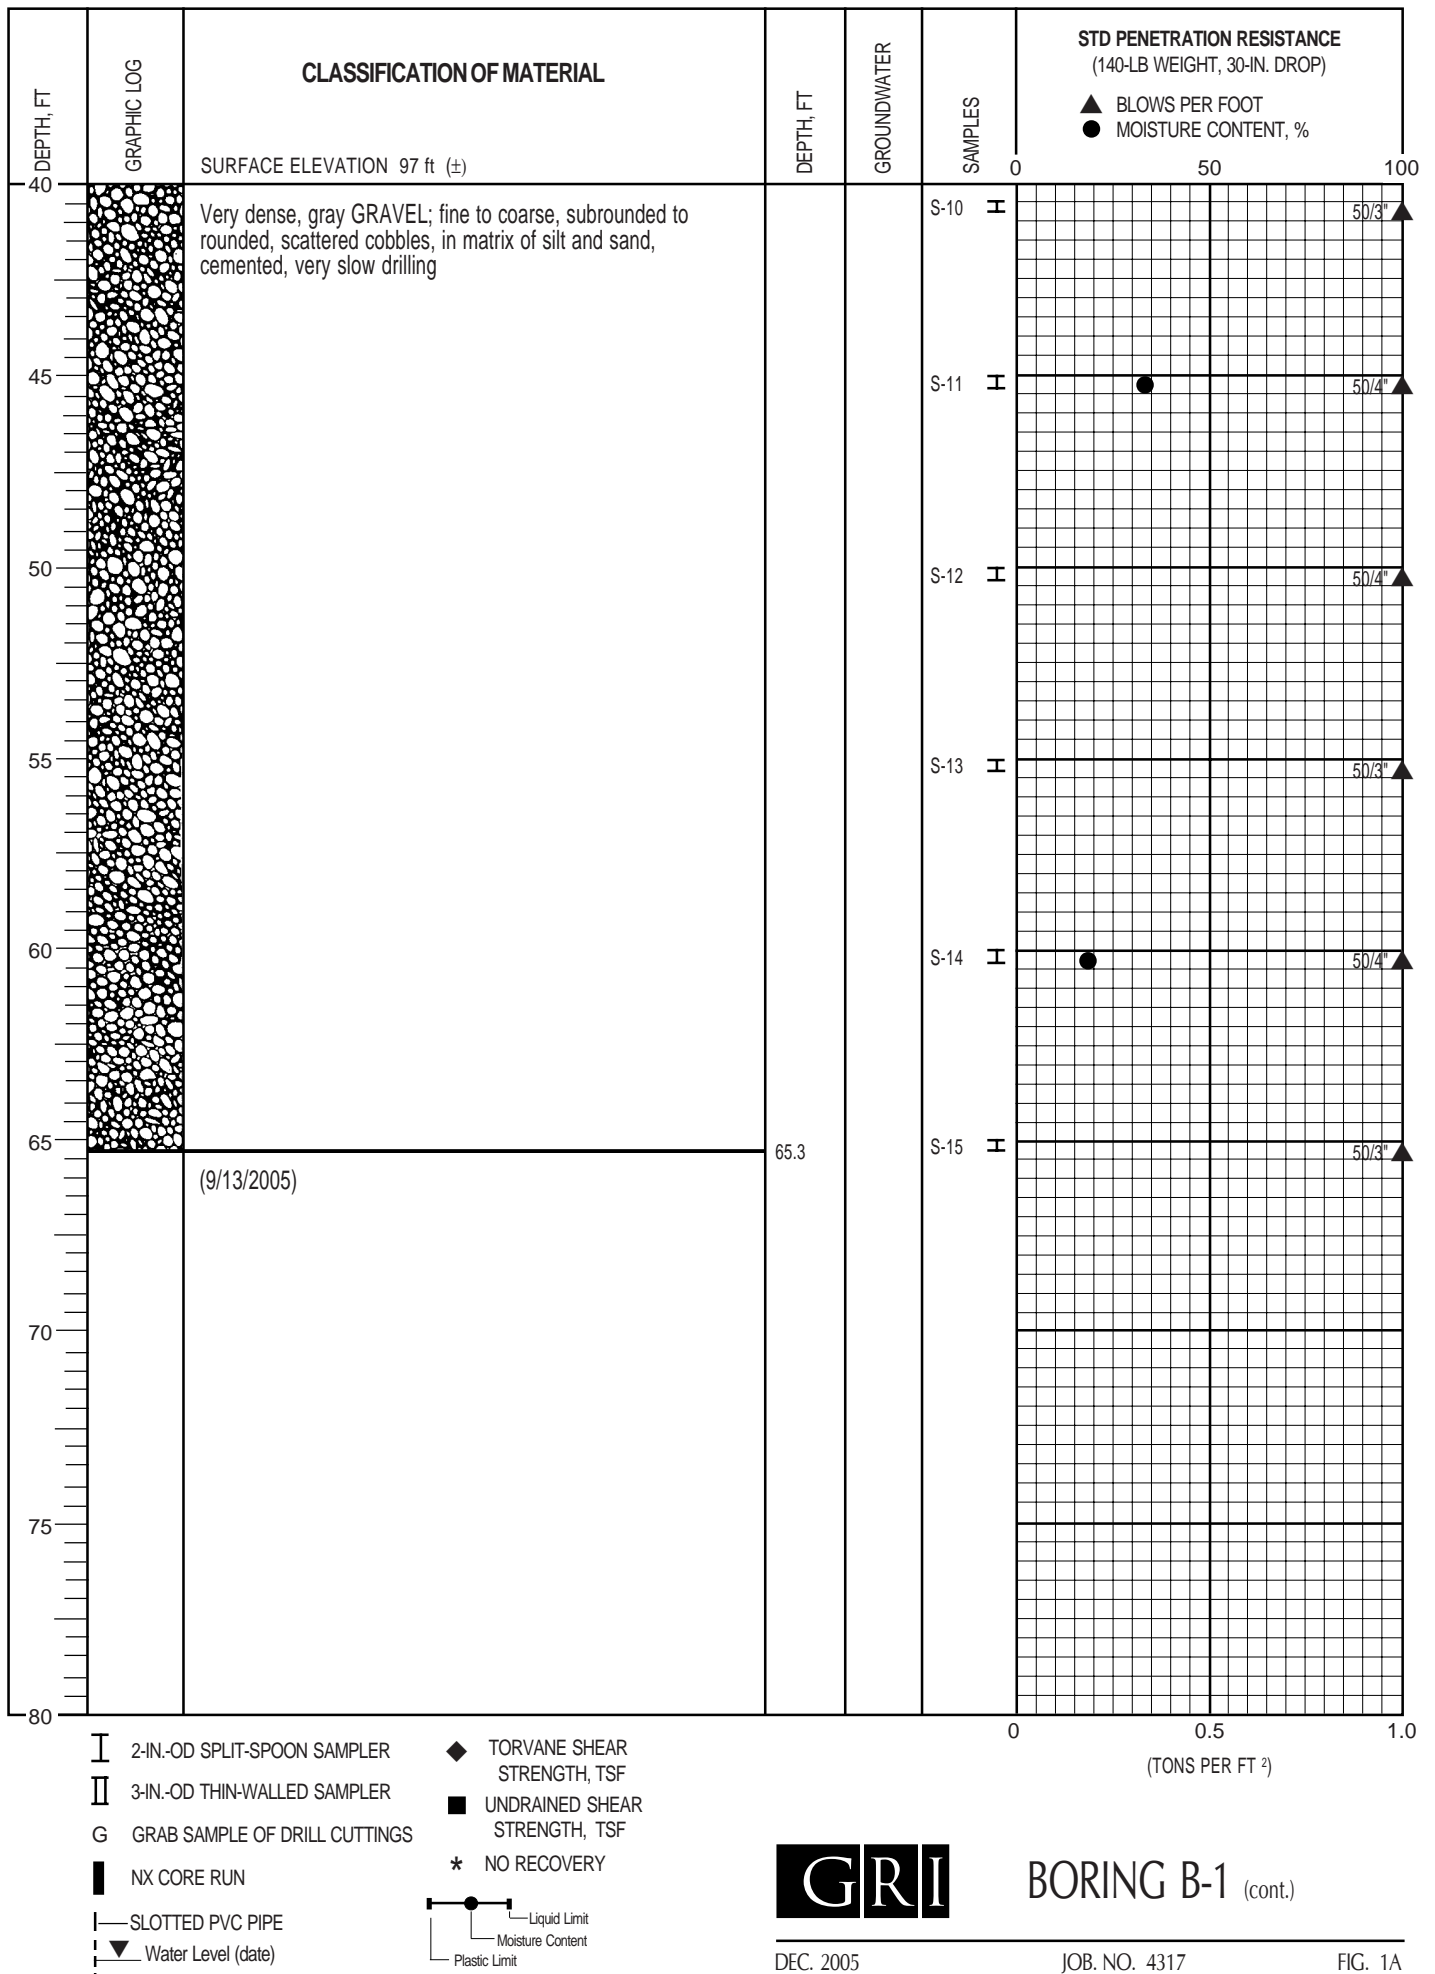 DEPTH, FT
GRAPHIC LOG
CLASSIFICATION OF MATERIAL
SURFACE ELEVATION 97 ft (±)
DEPTH, FT
GROUNDWATER
SAMPLES
STD PENETRATION RESISTANCE
(140-LB WEIGHT, 30-IN. DROP)
▲ BLOWS PER FOOT
● MOISTURE CONTENT, %
0 50 100
40
Very dense, gray GRAVEL; fine to coarse, subrounded to
rounded, scattered cobbles, in matrix of silt and sand,
cemented, very slow drilling
S-10 50/3"
45 S-11 50/4"
50 S-12 50/4"
55 S-13 50/3"
60 S-14 50/4"
65 65.3 S-15 50/3"
(9/13/2005)
70
75
80
0 0.5 1.0
(TONS PER FT ²)
2-IN.-OD SPLIT-SPOON SAMPLER
3-IN.-OD THIN-WALLED SAMPLER
G GRAB SAMPLE OF DRILL CUTTINGS
NX CORE RUN
SLOTTED PVC PIPE
Water Level (date)
◆ TORVANE SHEAR
STRENGTH, TSF
■ UNDRAINED SHEAR
STRENGTH, TSF
* NO RECOVERY
Liquid Limit
Moisture Content
Plastic Limit
GRI
BORING B-1 (cont.)
DEC. 2005 JOB. NO. 4317 FIG. 1A